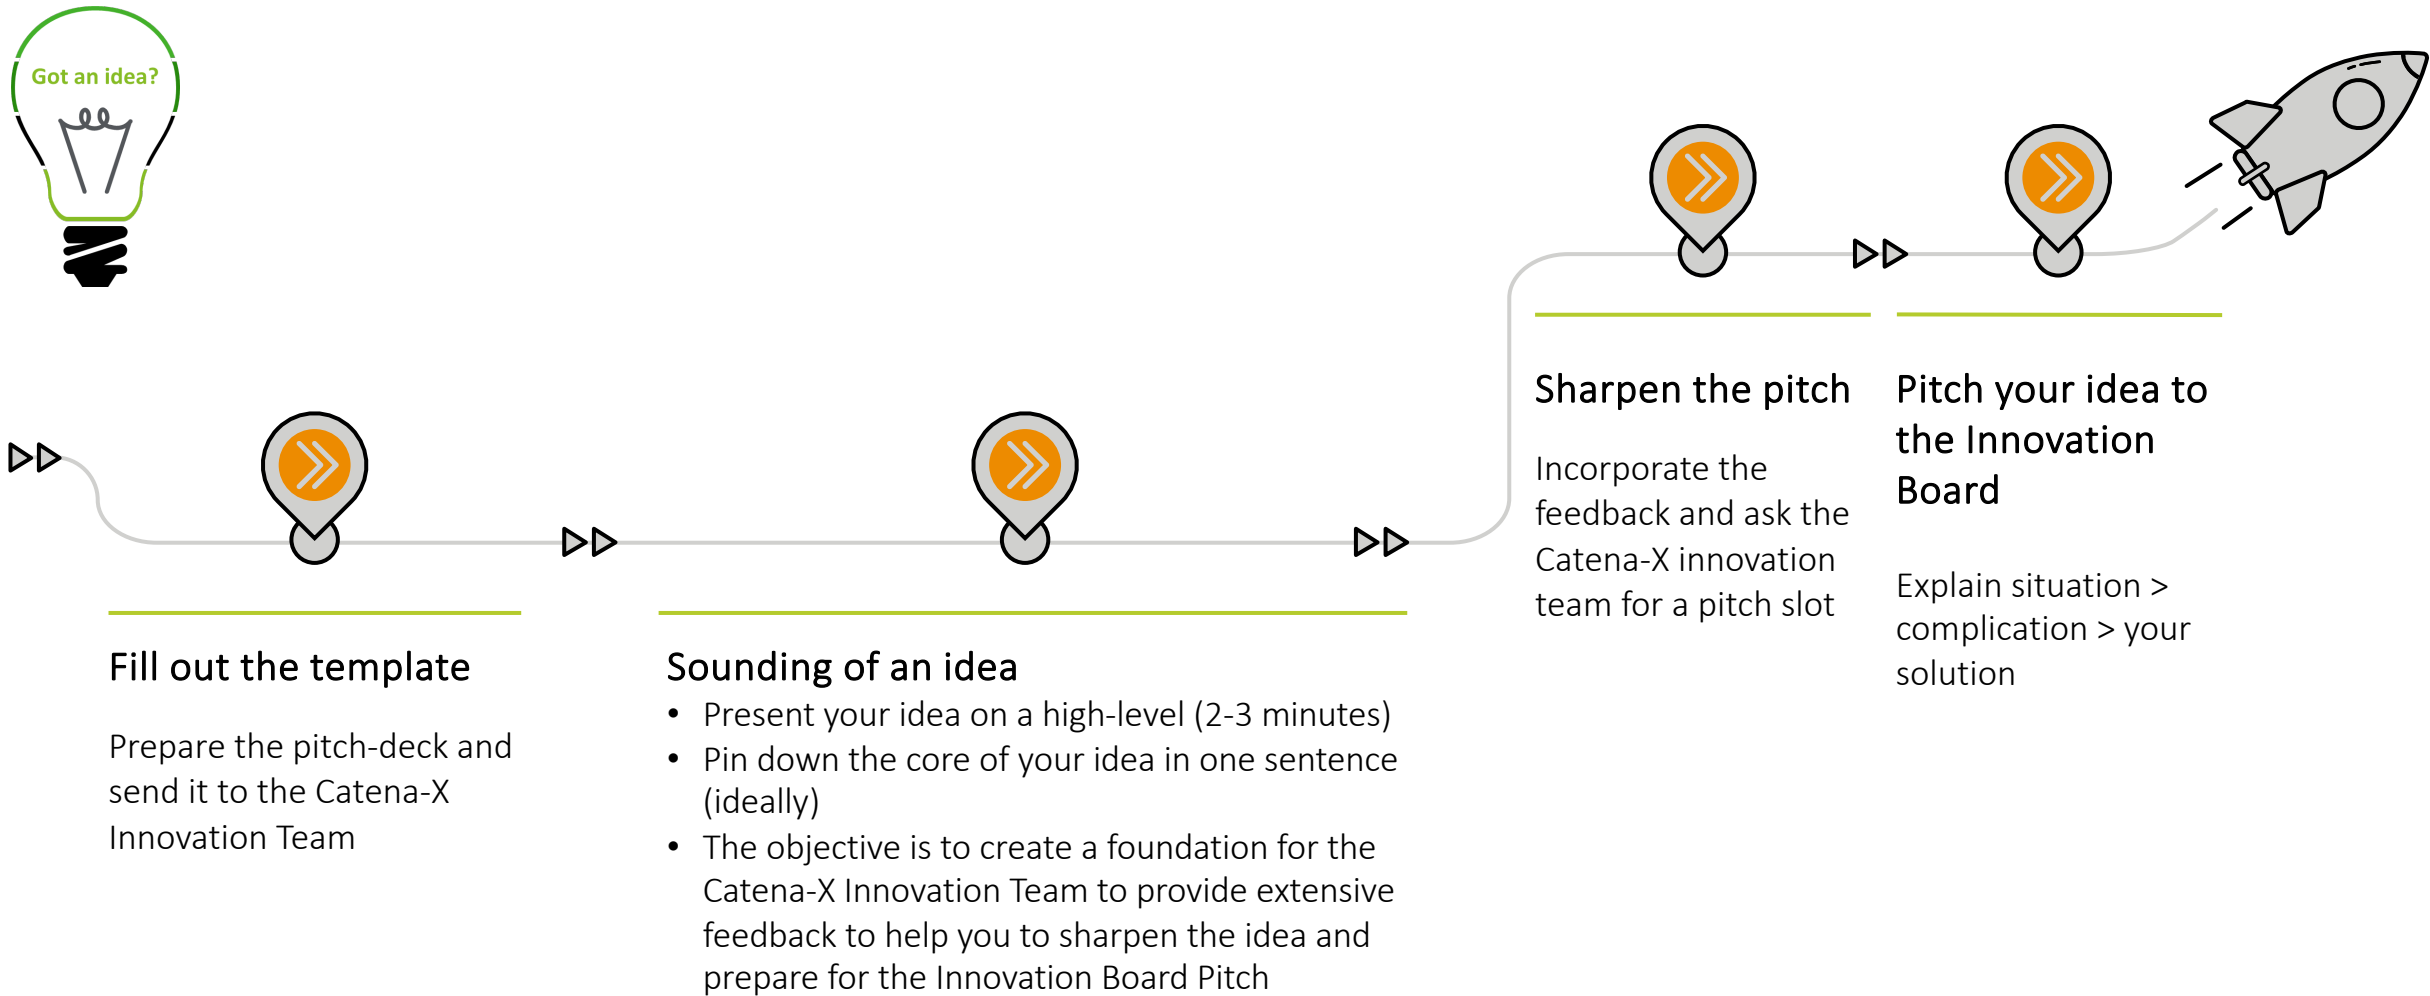 Got an idea?
Fill out the template
Prepare the pitch-deck and
send it to the Catena-X
Innovation Team
Sounding of an idea
• Present your idea on a high-level (2-3 minutes)
• Pin down the core of your idea in one sentence
(ideally)
• The objective is to create a foundation for the
Catena-X Innovation Team to provide extensive
feedback to help you to sharpen the idea and
prepare for the Innovation Board Pitch
Sharpen the pitch
Incorporate the
feedback and ask the
Catena-X innovation
team for a pitch slot
Pitch your idea to
the Innovation
Board
Explain situation >
complication > your
solution